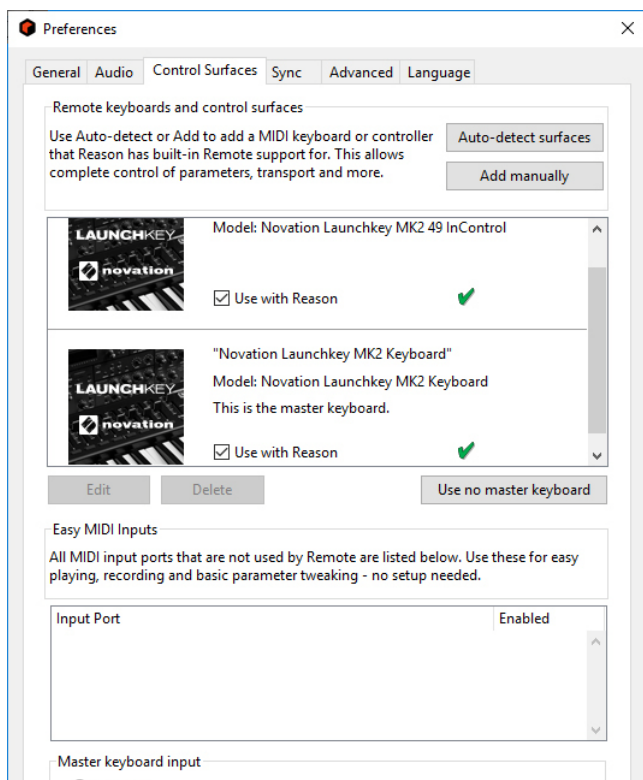 Preferences
General Audio Control Surfaces Sync Advanced Language
Remote keyboards and control surfaces
Use Auto-detect or Add to add a MIDI keyboard or controller
that Reason has built-in Remote support for. This allows
complete control of parameters, transport and more.
Auto-detect surfaces
Add manually
LAUNCHKEY
novation
Model: Novation Launchkey MK2 49 InControl
Use with Reason
LAUNCHKEY
novation
"Novation Launchkey MK2 Keyboard"
Model: Novation Launchkey MK2 Keyboard
This is the master keyboard.
Use with Reason
Edit Delete Use no master keyboard
Easy MIDI Inputs
All MIDI input ports that are not used by Remote are listed below. Use these for easy
playing, recording and basic parameter tweaking - no setup needed.
Input Port Enabled
Master keyboard input